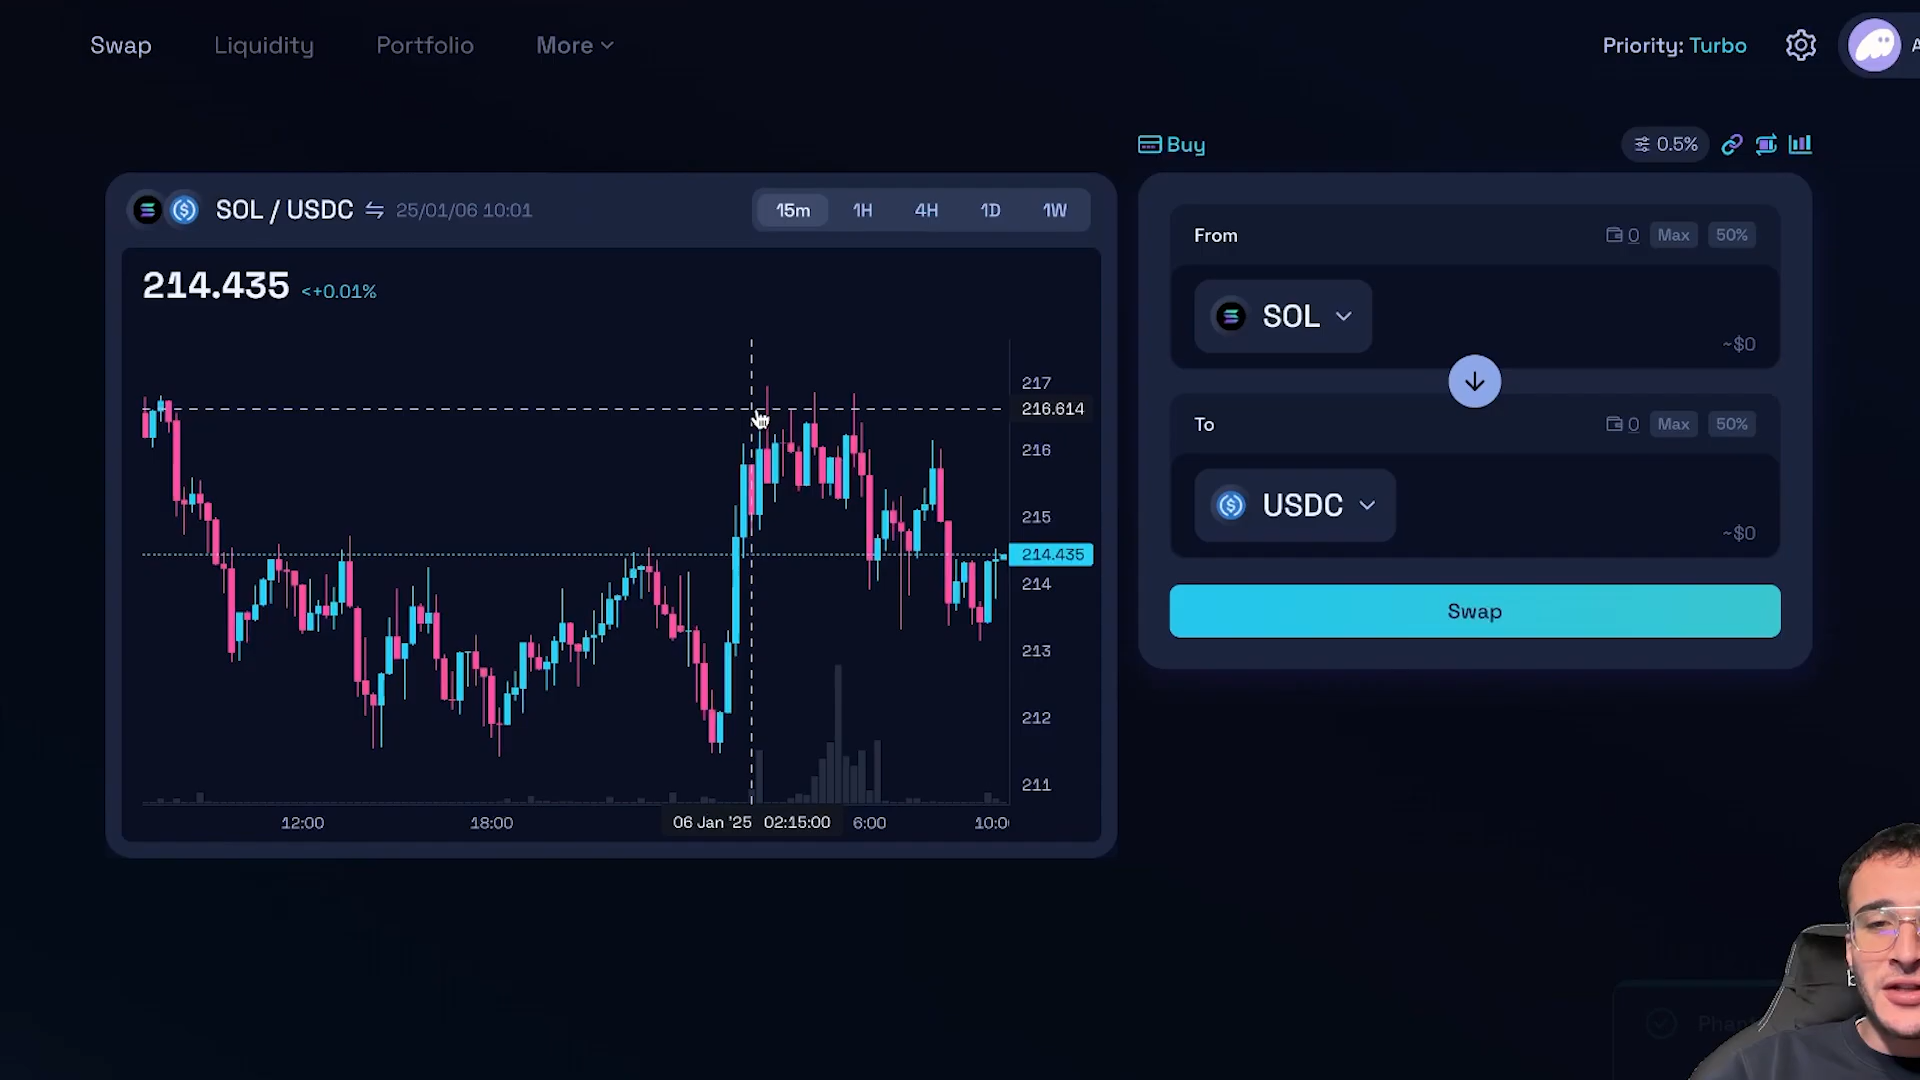 Swap Liquidity Portfolio More
Priority: Turbo
Buy
0.5%
SOL / USDC 25/01/06 10:01
15m 1H 4H 1D 1W
214.435 <+0.01%
217
216.614
216
215
214.435
214
213
212
211
12:00 18:00 06 Jan '25 02:15:00 6:00 10:0
From
0 Max 50%
SOL
~$0
To
0 Max 50%
USDC
~$0
Swap